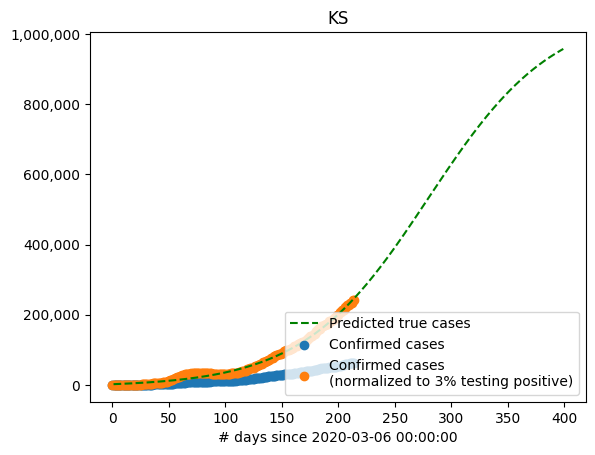 KS
1,000,000
800,000
600,000
400,000
200,000
0
Predicted true cases
Confirmed cases
Confirmed cases
(normalized to 3% testing positive)
0 50 100 150 200 250 300 350 400
# days since 2020-03-06 00:00:00